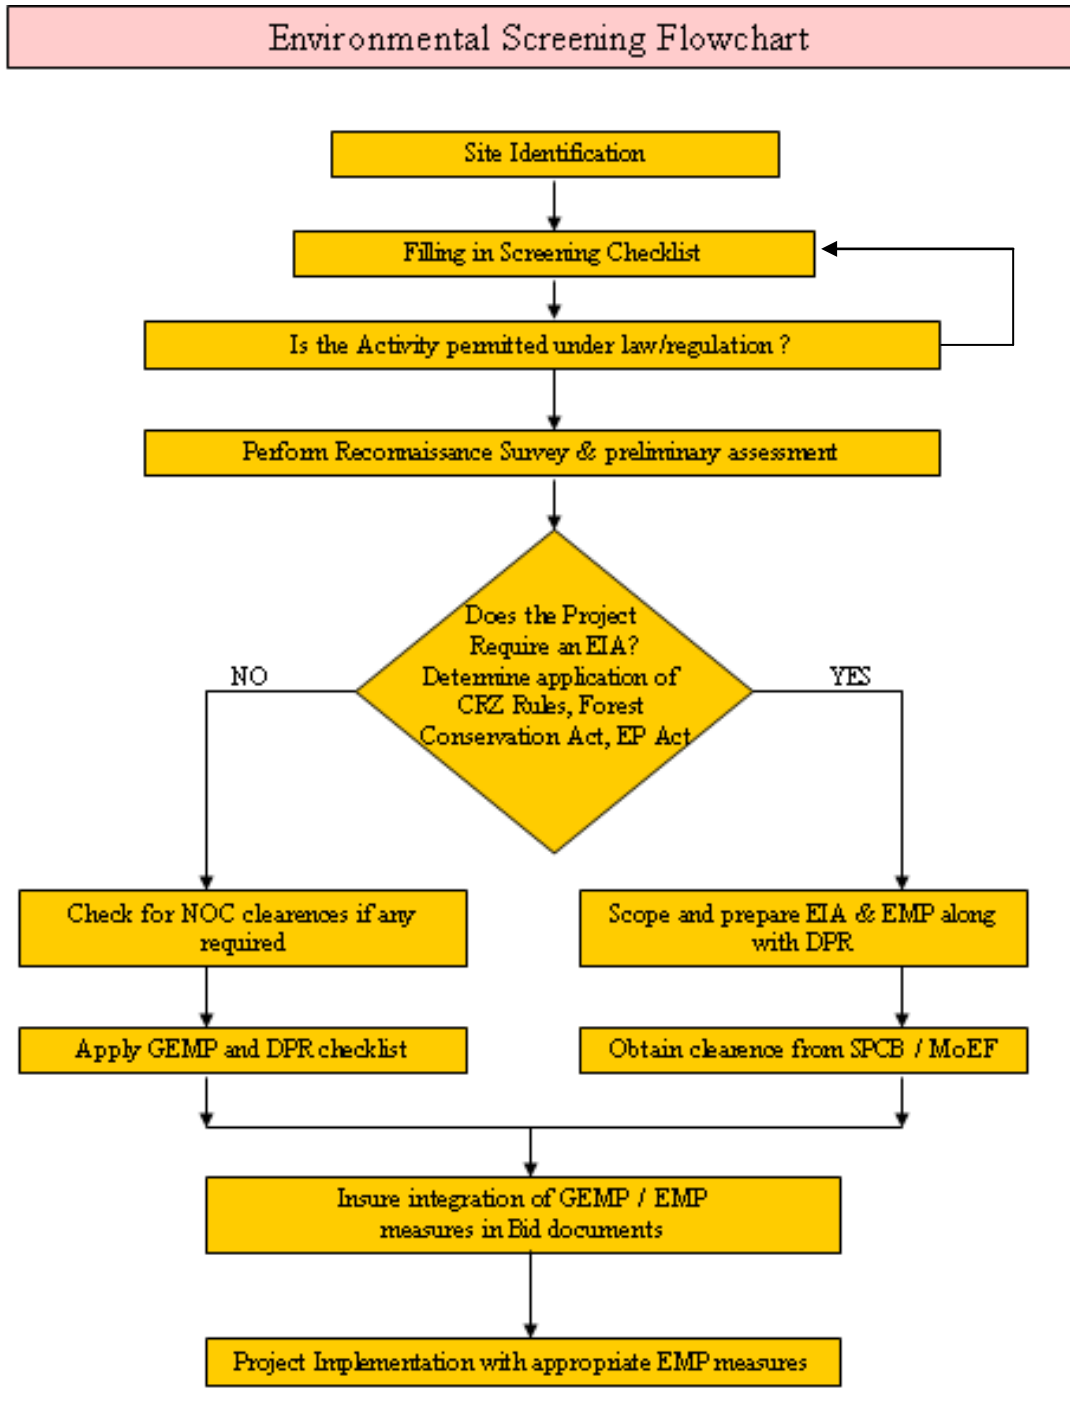 Environmental Screening Flowchart
Site Identification
Filling in Screening Checklist
Is the Activity permitted under law/regulation ?
Perform Reconnaissance Survey & preliminary assessment
Does the Project
Require an EIA?
Determine application of
CRZ Rules, Forest
Conservation Act, EP Act
NO
YES
Check for NOC clearences if any
required
Scope and prepare EIA & EMP along
with DPR
Apply GEMP and DPR checklist
Obtain clearence from SPCB / MoEF
Insure integration of GEMP / EMP
measures in Bid documents
Project Implementation with appropriate EMP measures